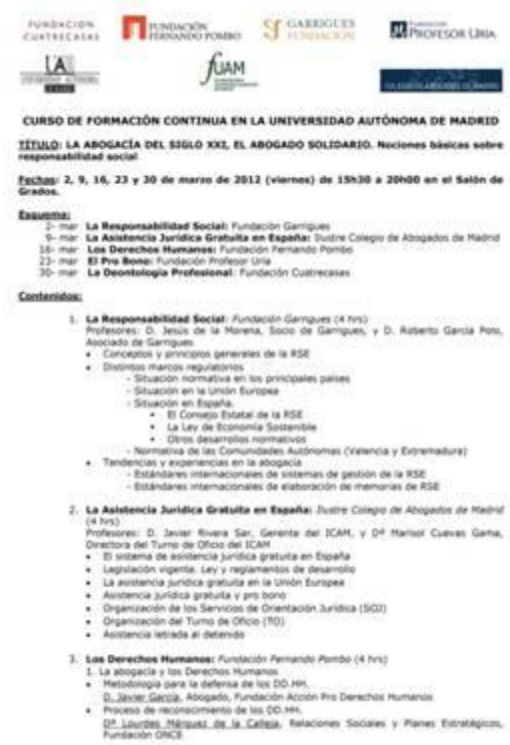 FUNDACIÓN
CUATRECASAS
FUNDACIÓN
FERNANDO POMBO
GARRIGUES
FUNDACIÓN
FUNDACIÓN
PROFESOR URÍA
UNIVERSIDAD AUTONOMA
fUAM
CURSO DE FORMACIÓN CONTINUA EN LA UNIVERSIDAD AUTÓNOMA DE MADRID
TÍTULO: LA ABOGACÍA DEL SIGLO XXI, EL ABOGADO SOLIDARIO. Nociones básicas sobre
responsabilidad social
Fechas: 2, 9, 16, 23 y 30 de marzo de 2012 (viernes) de 15h30 a 20h00 en el Salón de
Grados.
Esquema:
2- mar La Responsabilidad Social: Fundación Garrigues
9- mar La Asistencia Jurídica Gratuita en España: Ilustre Colegio de Abogados de Madrid
16- mar Los Derechos Humanos: Fundación Fernando Pombo
23- mar El Pro Bono: Fundación Profesor Uría
30- mar La Deontología Profesional: Fundación Cuatrecasas
Contenidos:
1. La Responsabilidad Social: Fundación Garrigues (4 hrs)
Profesores: D. Jesús de la Morena, Socio de Garrigues, y D. Roberto García Polo,
Asociado de Garrigues
• Conceptos y principios generales de la RSE
• Distintos marcos regulatorios
- Situación normativa en los principales países
- Situación en la Unión Europea
- Situación en España.
▪ El Consejo Estatal de la RSE
▪ La Ley de Economía Sostenible
▪ Otros desarrollos normativos
- Normativa de las Comunidades Autónomas (Valencia y Extremadura)
• Tendencias y experiencias en la abogacía
- Estándares internacionales de sistemas de gestión de la RSE
- Estándares internacionales de elaboración de memorias de RSE
2. La Asistencia Jurídica Gratuita en España: Ilustre Colegio de Abogados de Madrid
(4 hrs)
Profesores: D. Javier Rivera Sar, Gerente del ICAM, y Dª Marisol Cuevas Gama,
Directora del Turno de Oficio del ICAM
• El sistema de asistencia jurídica gratuita en España
• Legislación vigente. Ley y reglamentos de desarrollo
• La asistencia jurídica gratuita en la Unión Europea
• Asistencia jurídica gratuita y pro bono
• Organización de los Servicios de Orientación Jurídica (SOJ)
• Organización del Turno de Oficio (TO)
• Asistencia letrada al detenido
3. Los Derechos Humanos: Fundación Fernando Pombo (4 hrs)
1. La abogacía y los Derechos Humanos
• Metodología para la defensa de los DD.HH.
D. Javier García, Abogado, Fundación Acción Pro Derechos Humanos
• Proceso de reconocimiento de los DD.HH.
Dª Lourdes Márquez de la Calleja, Relaciones Sociales y Planes Estratégicos,
Fundación ONCE